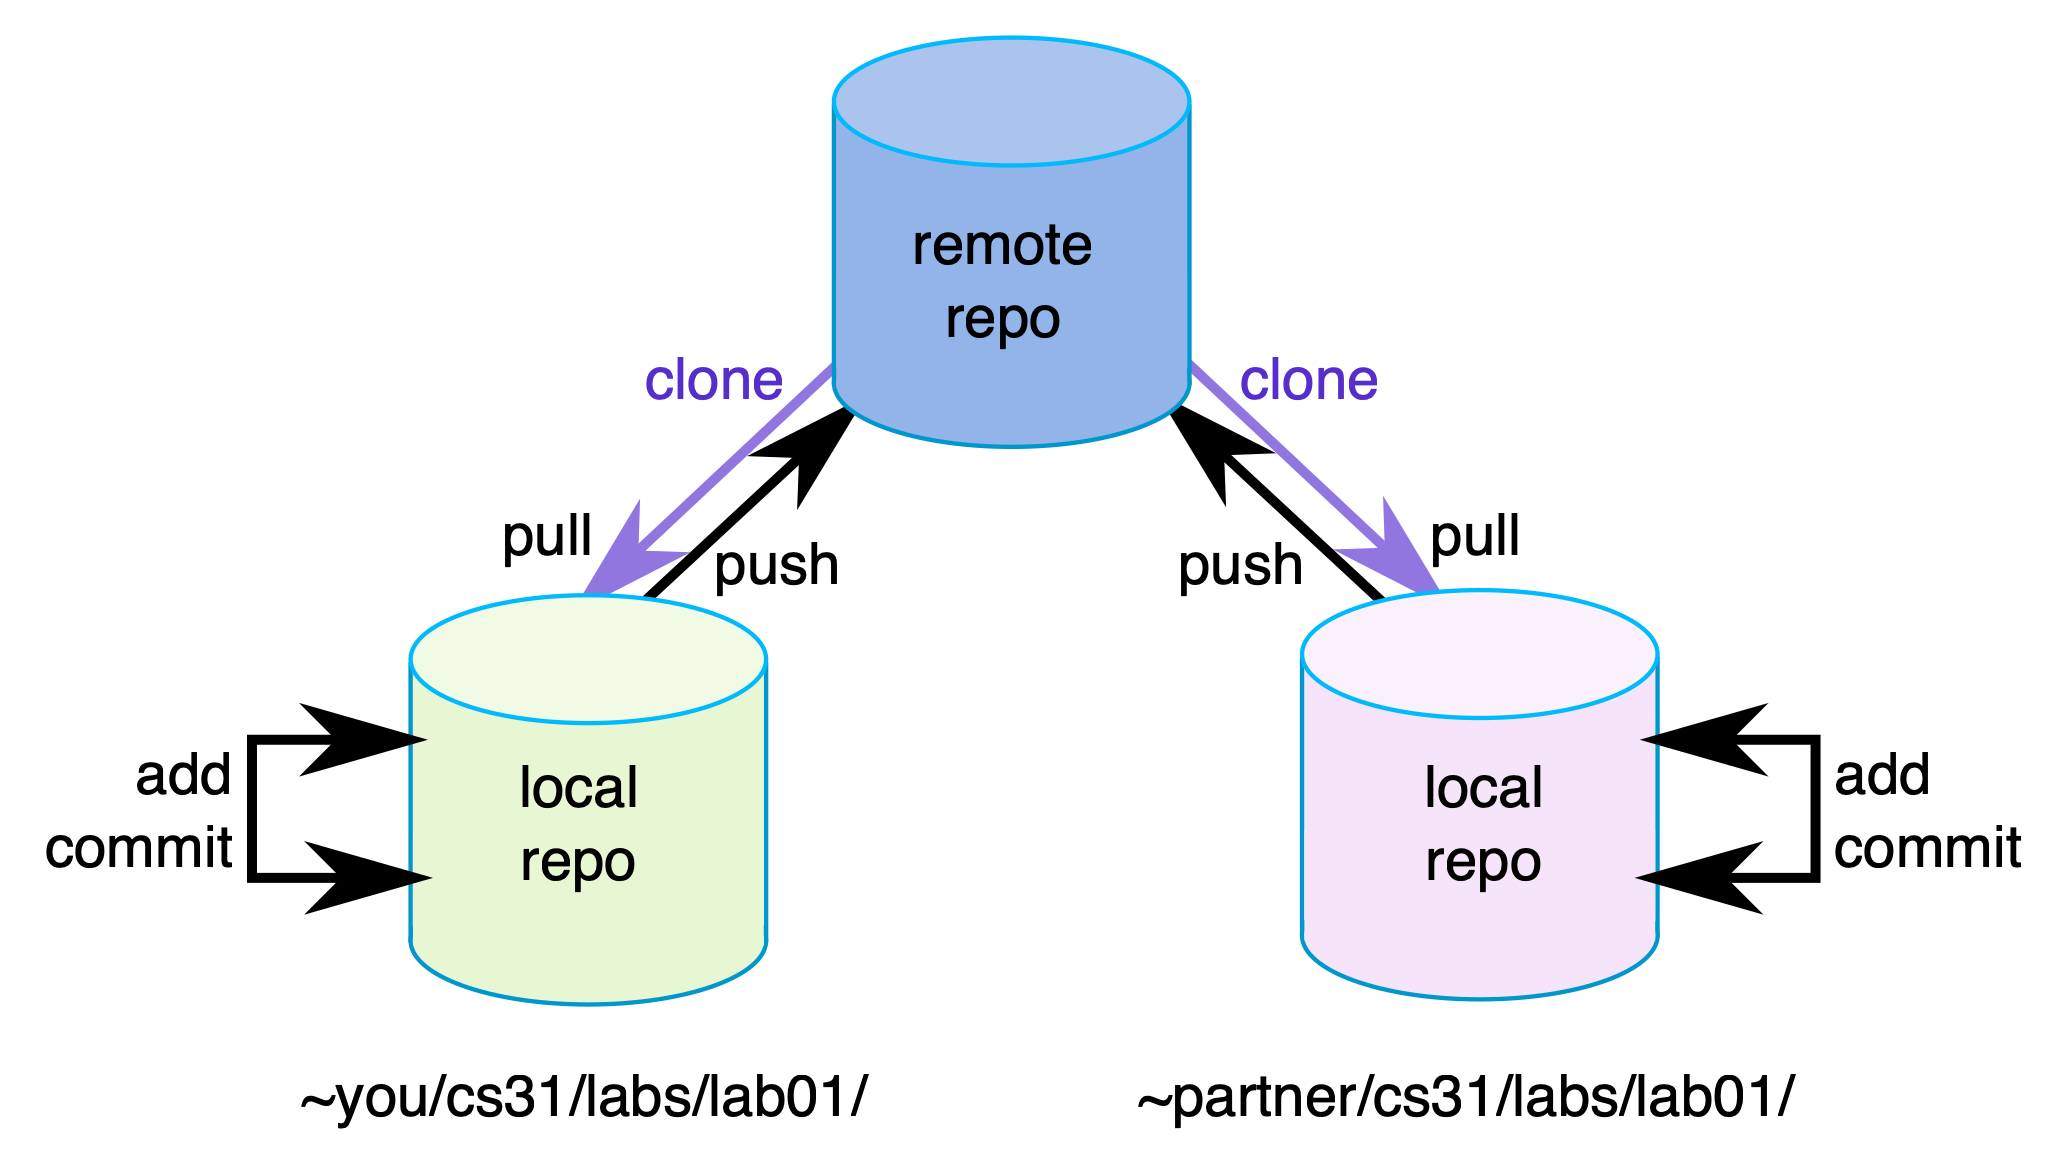 remote
repo
clone
clone
pull
push
push
pull
add
commit
local
repo
local
repo
add
commit
~you/cs31/labs/lab01/
~partner/cs31/labs/lab01/